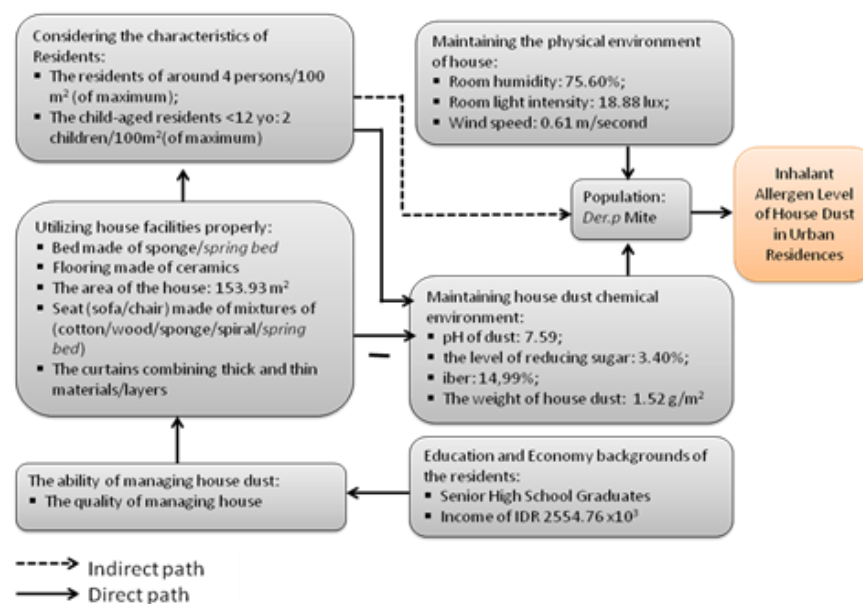 Considering the characteristics of
Residents:
▪ The residents of around 4 persons/100
m² (of maximum);
▪ The child-aged residents <12 yo: 2
children/100m²(of maximum)
Maintaining the physical environment
of house:
▪ Room humidity: 75.60%;
▪ Room light intensity: 18.88 lux;
▪ Wind speed: 0.61 m/second
Population:
Der.p Mite
Inhalant
Allergen Level
of House Dust
in Urban
Residences
Utilizing house facilities properly:
▪ Bed made of sponge/spring bed
▪ Flooring made of ceramics
▪ The area of the house: 153.93 m²
▪ Seat (sofa/chair) made of mixtures of
(cotton/wood/sponge/spiral/spring
bed)
▪ The curtains combining thick and thin
materials/layers
Maintaining house dust chemical
environment:
▪ pH of dust: 7.59;
▪ the level of reducing sugar: 3.40%;
▪ iber: 14,99%;
▪ The weight of house dust: 1.52 g/m²
The ability of managing house dust:
▪ The quality of managing house
Education and Economy backgrounds of
the residents:
▪ Senior High School Graduates
▪ Income of IDR 2554.76 x10³
Indirect path
Direct path